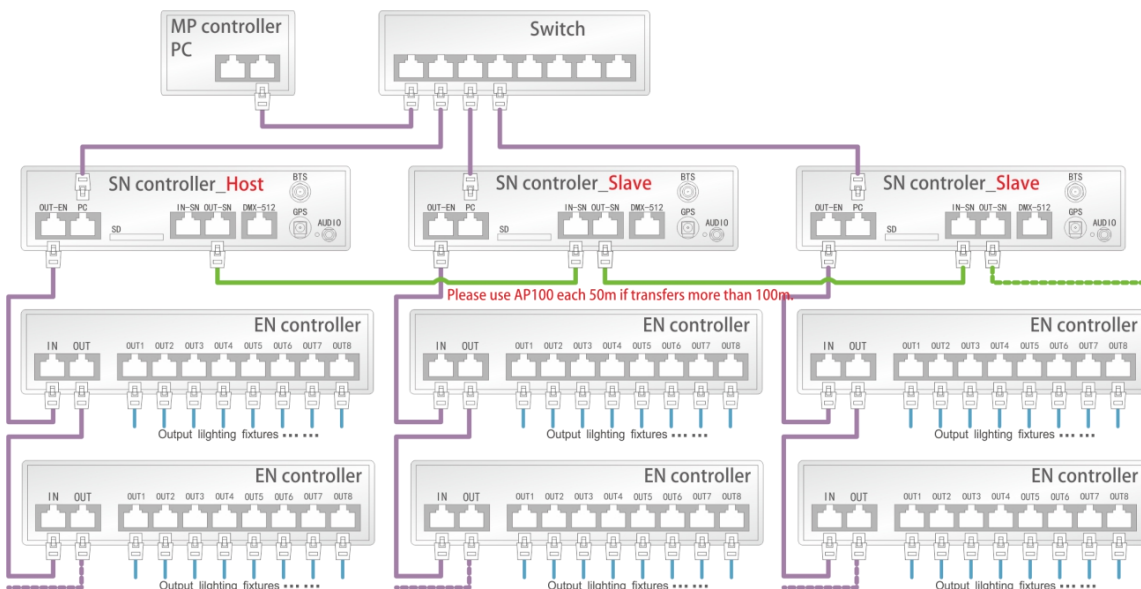 MP controller
PC
Switch
SN controller_Host
BTS
OUT-EN PC
IN-SN OUT-SN DMX-512
GPS
AUDIO
SD
SN controler_Slave
BTS
OUT-EN PC
IN-SN OUT-SN DMX-512
GPS
AUDIO
SD
SN controller_Slave
BTS
OUT-EN PC
IN-SN OUT-SN DMX-512
GPS
AUDIO
SD
Please use AP100 each 50m if transfers more than 100m.
EN controller
IN OUT OUT1 OUT2 OUT3 OUT4 OUT5 OUT6 OUT7 OUT8
Output lilghting fixtures ••• •••
EN controller
IN OUT OUT1 OUT2 OUT3 OUT4 OUT5 OUT6 OUT7 OUT8
Output lilghting fixtures ••• •••
EN controller
IN OUT OUT1 OUT2 OUT3 OUT4 OUT5 OUT6 OUT7 OUT8
Output lilghting fixtures ••• •••
EN controller
IN OUT OUT1 OUT2 OUT3 OUT4 OUT5 OUT6 OUT7 OUT8
Output lilghting fixtures ••• •••
EN controller
IN OUT OUT1 OUT2 OUT3 OUT4 OUT5 OUT6 OUT7 OUT8
Output lilghting fixtures ••• •••
EN controller
IN OUT OUT1 OUT2 OUT3 OUT4 OUT5 OUT6 OUT7 OUT8
Output lilghting fixtures ••• •••